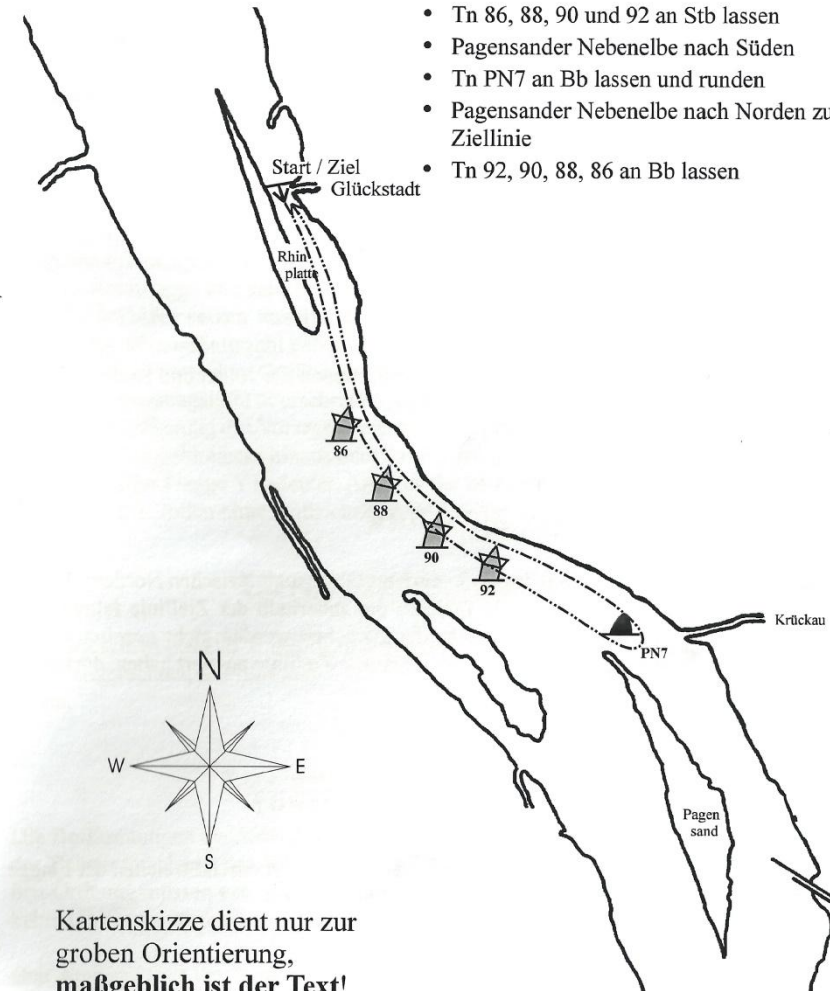 • Tn 86, 88, 90 und 92 an Stb lassen
• Pagensander Nebenelbe nach Süden
• Tn PN7 an Bb lassen und runden
• Pagensander Nebenelbe nach Norden zu
Ziellinie
• Tn 92, 90, 88, 86 an Bb lassen
Start / Ziel
Glückstadt
Rhin
platte
86
88
90
92
PN7
Krückau
N
W
E
S
Pagen
sand
Kartenskizze dient nur zur
groben Orientierung,
maßgeblich ist der Text!